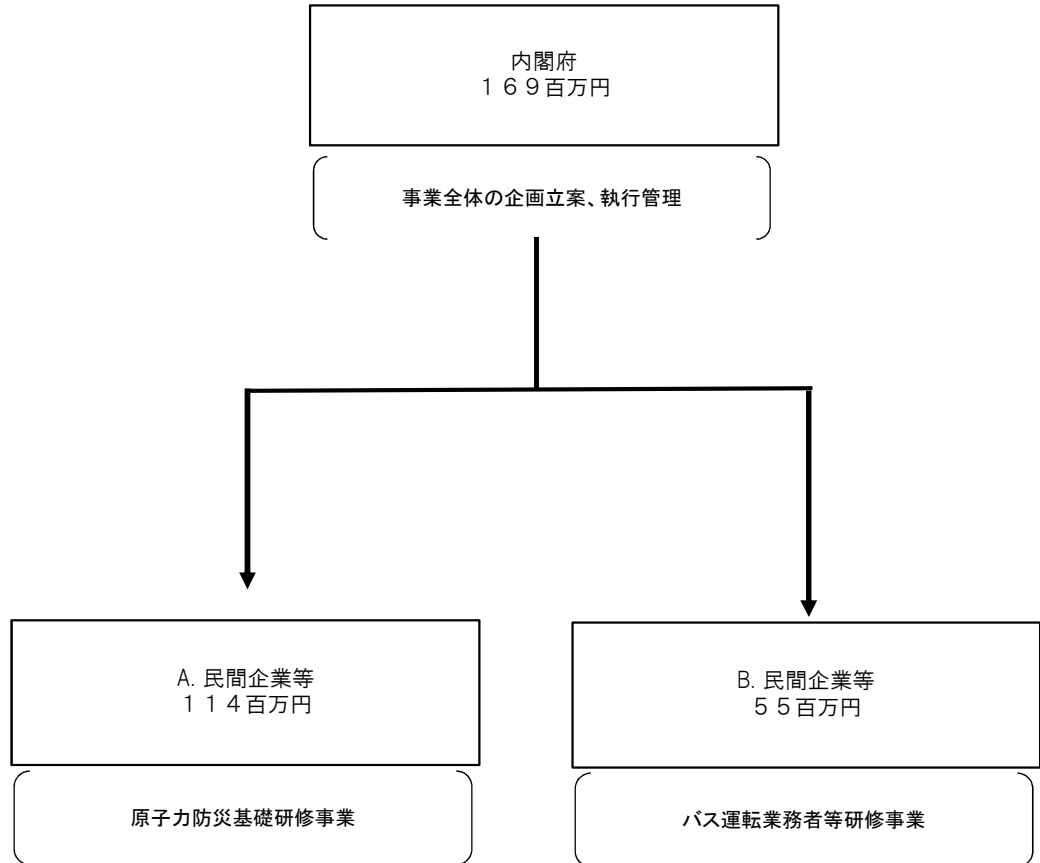 内閣府
１６９百万円
事業全体の企画立案、執行管理
A. 民間企業等
１１４百万円
原子力防災基礎研修事業
B. 民間企業等
５５百万円
バス運転業務者等研修事業